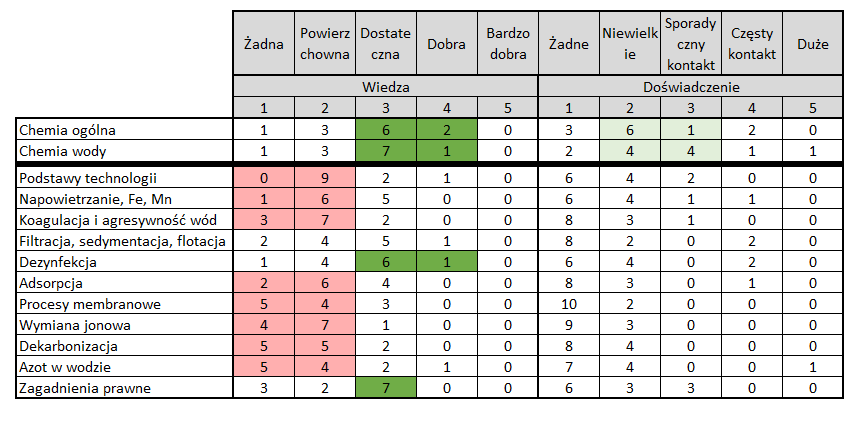 Żadna Powierz chowna Dostate czna Dobra Bardzo dobra Żadne Niewielk ie Sporady czny kontakt Częsty kontakt Duże
Wiedza Doświadczenie
1 2 3 4 5 1 2 3 4 5
Chemia ogólna 1 3 6 2 0 3 6 1 2 0
Chemia wody 1 3 7 1 0 2 4 4 1 1
Podstawy technologii 0 9 2 1 0 6 4 2 0 0
Napowietrzanie, Fe, Mn 1 6 5 0 0 6 4 1 1 0
Koagulacja i agresywność wód 3 7 2 0 0 8 3 1 0 0
Filtracja, sedymentacja, flotacja 2 4 5 1 0 8 2 0 2 0
Dezynfekcja 1 4 6 1 0 6 4 0 2 0
Adsorpcja 2 6 4 0 0 8 3 0 1 0
Procesy membranowe 5 4 3 0 0 10 2 0 0 0
Wymiana jonowa 4 7 1 0 0 9 3 0 0 0
Dekarbonizacja 5 5 2 0 0 8 4 0 0 0
Azot w wodzie 5 4 2 1 0 7 4 0 0 1
Zagadnienia prawne 3 2 7 0 0 6 3 3 0 0